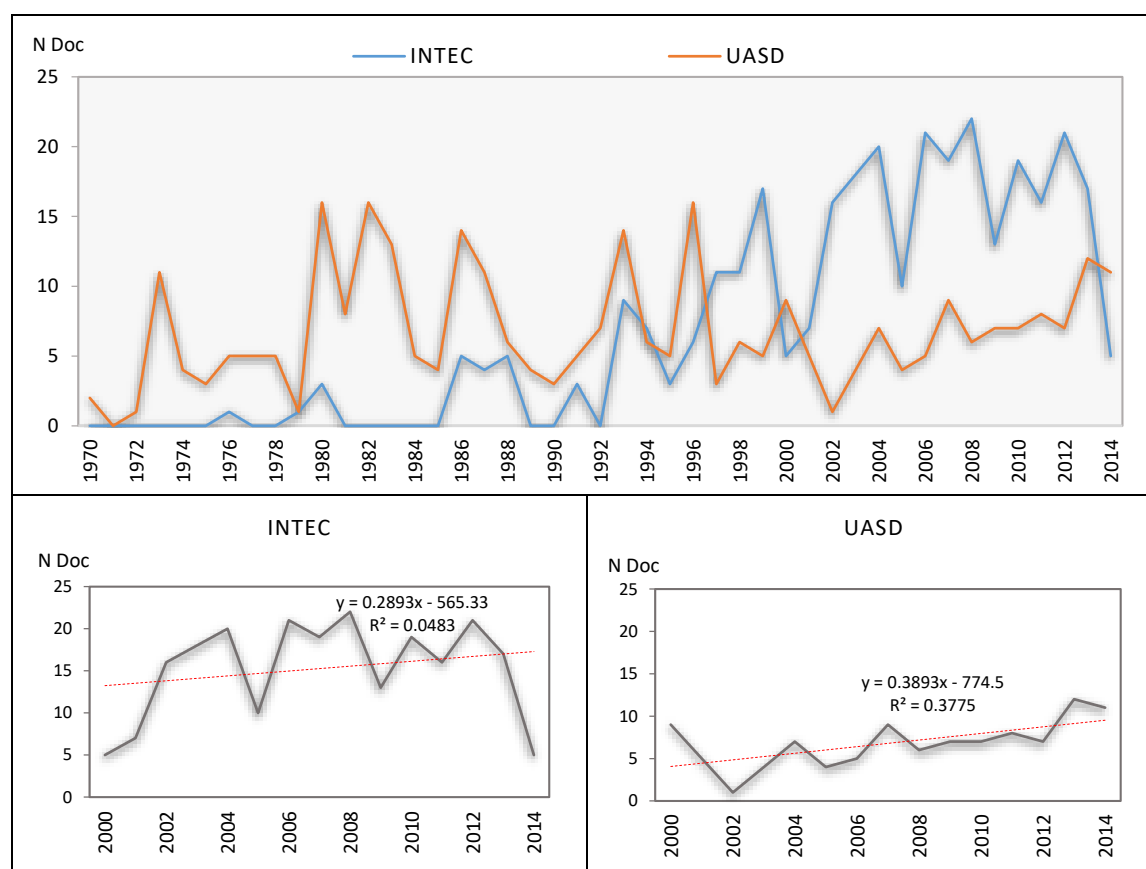 N Doc
INTEC UASD
25
20
15
10
5
0
1970 1972 1974 1976 1978 1980 1982 1984 1986 1988 1990 1992 1994 1996 1998 2000 2002 2004 2006 2008 2010 2012 2014
INTEC
N Doc
25
20
15
10
5
0
y = 0.2893x - 565.33
R² = 0.0483
2000 2002 2004 2006 2008 2010 2012 2014
UASD
N Doc
25
20
15
10
5
0
y = 0.3893x - 774.5
R² = 0.3775
2000 2002 2004 2006 2008 2010 2012 2014